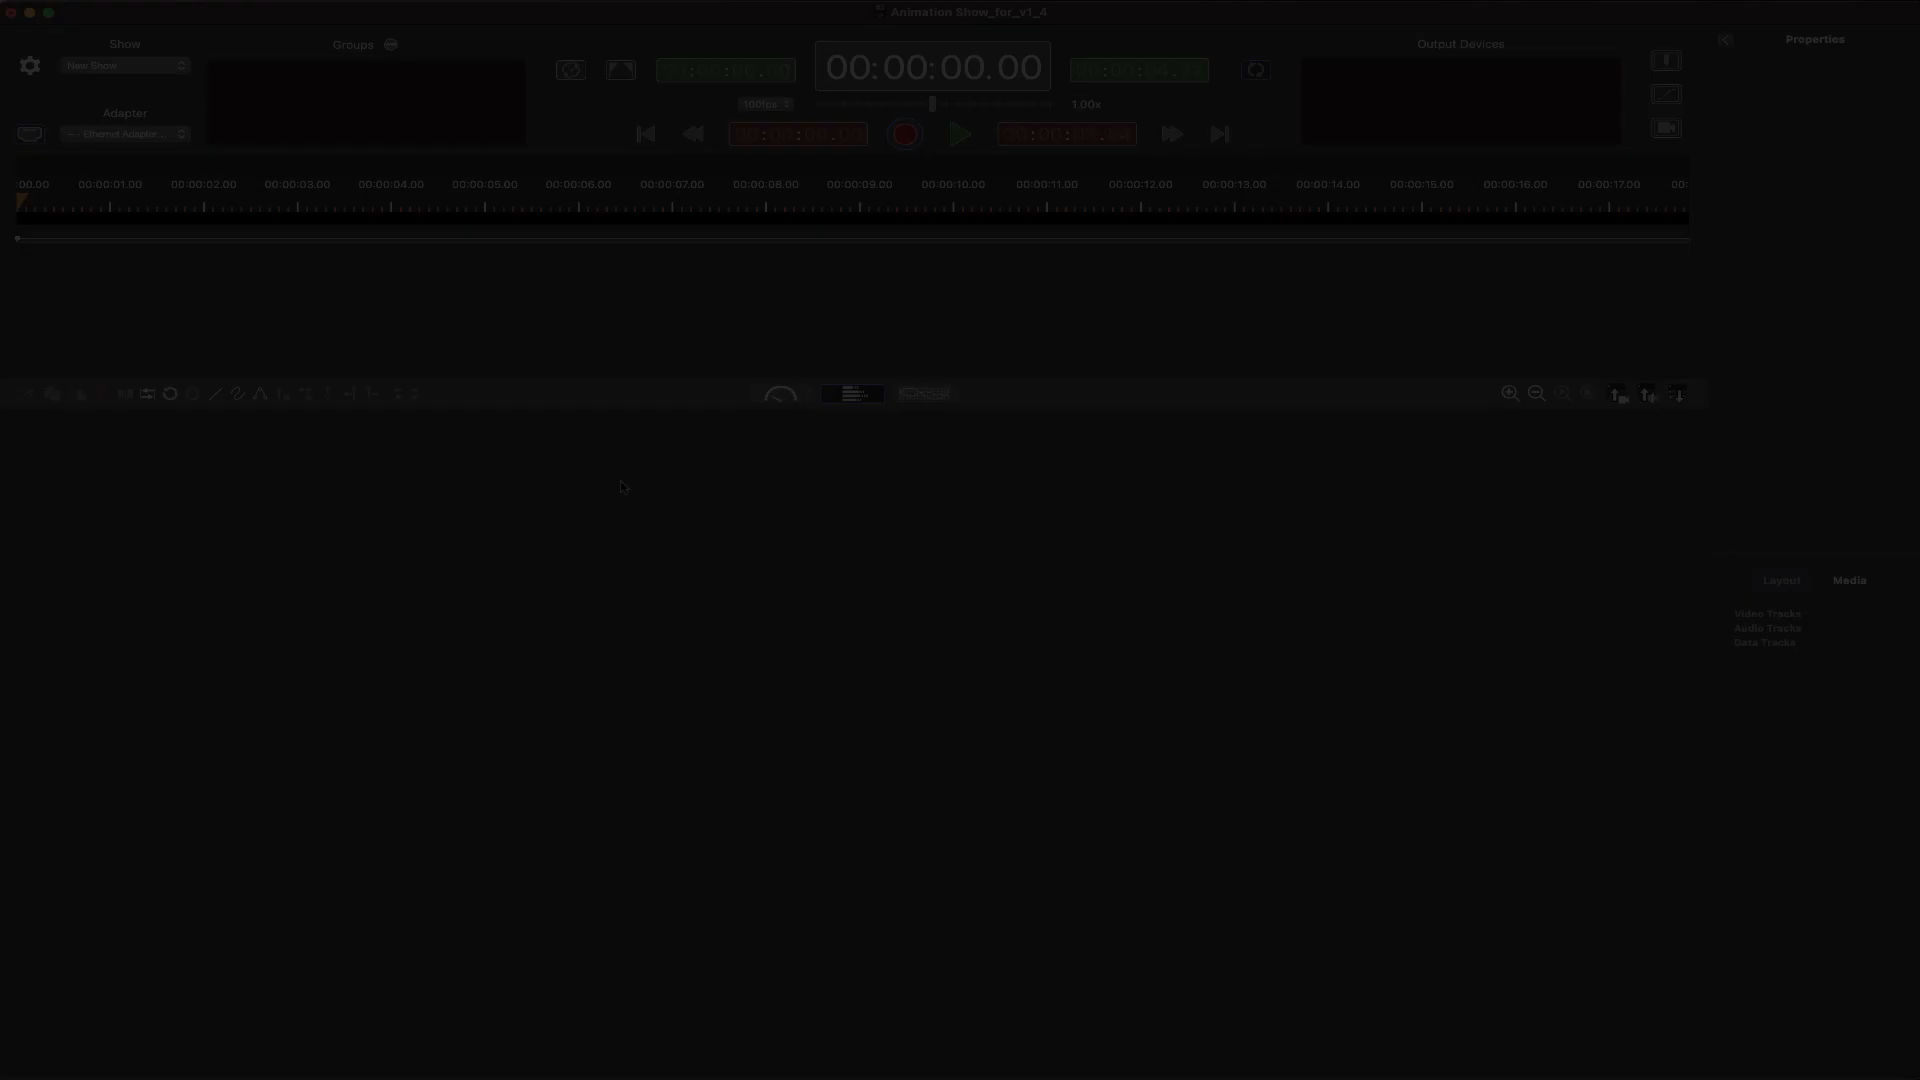 Animation Show_for_v1_4
Show
Groups
Output Devices
Properties
New Show
00:00:00.00
100fps
1.00x
Adapter
-- - Ethernet Adapter ...
:00.00 00:00:01.00 00:00:02.00 00:00:03.00 00:00:04.00 00:00:05.00 00:00:06.00 00:00:07.00 00:00:08.00 00:00:09.00 00:00:10.00 00:00:11.00 00:00:12.00 00:00:13.00 00:00:14.00 00:00:15.00 00:00:16.00 00:00:17.00 00:
Layout Media
Video Tracks
Audio Tracks
Data Tracks